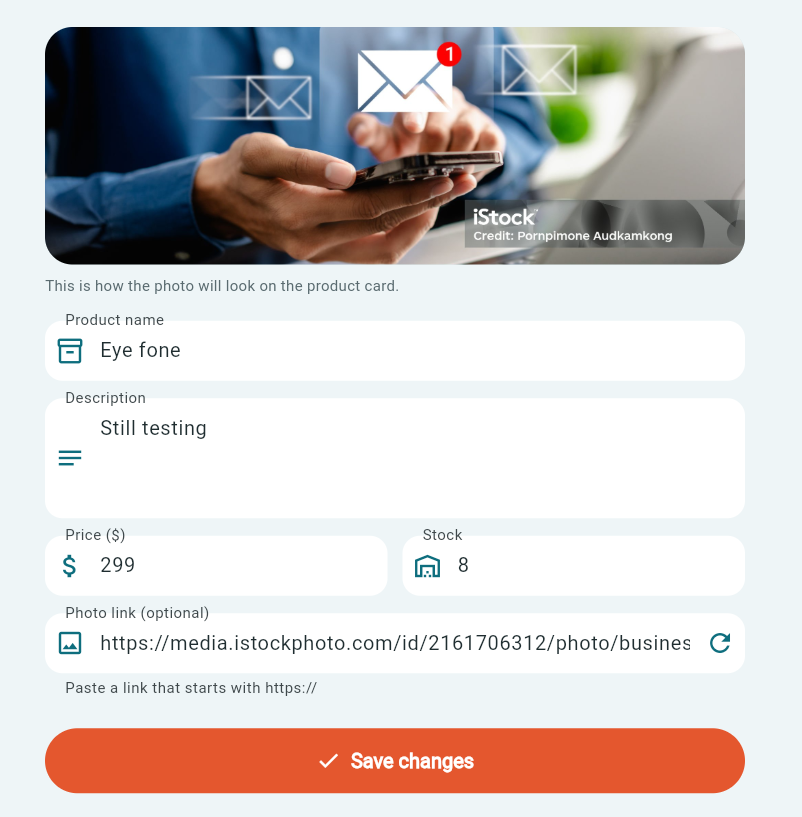 1
iStock
Credit: Pornpimone Audkamkong
This is how the photo will look on the product card.
Product name
Eye fone
Description
Still testing
Price ($)
$ 299
Stock
8
Photo link (optional)
https://media.istockphoto.com/id/2161706312/photo/busines
Paste a link that starts with https://
Save changes